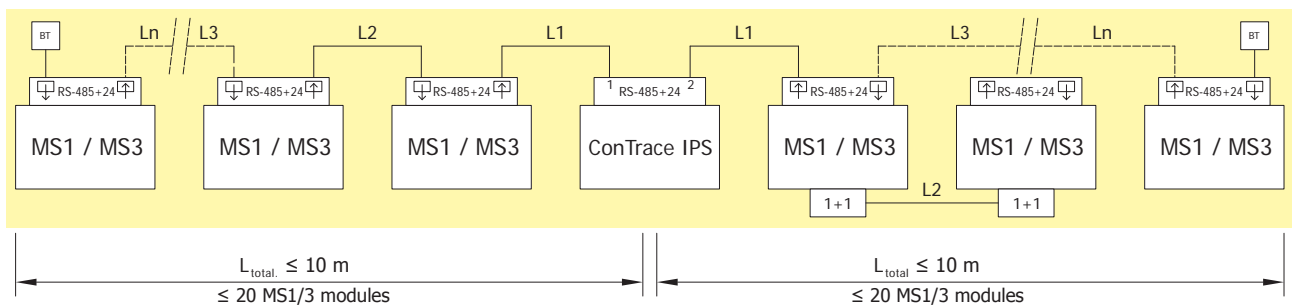 BT Ln L3 L2 L1 L1 L3 Ln BT
RS-485+24 RS-485+24 RS-485+24 1 RS-485+24 2 RS-485+24 RS-485+24 RS-485+24
MS1 / MS3 MS1 / MS3 MS1 / MS3 ConTrace IPS MS1 / MS3 MS1 / MS3 MS1 / MS3
1+1 L2 1+1
Ltotal. ≤ 10 m Ltotal ≤ 10 m
≤ 20 MS1/3 modules ≤ 20 MS1/3 modules